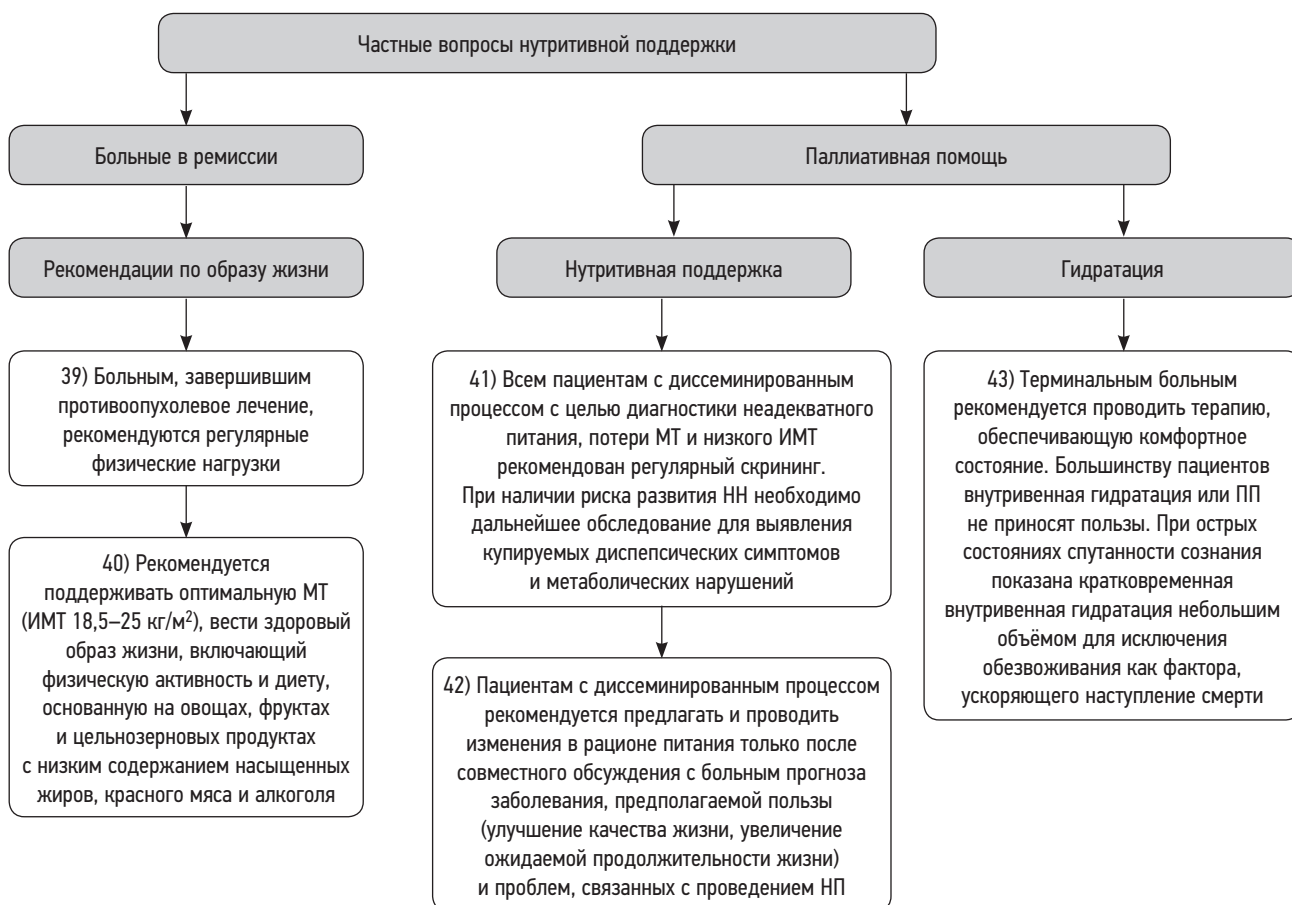 Частные вопросы нутритивной поддержки
Больные в ремиссии
Паллиативная помощь
Рекомендации по образу жизни
Нутритивная поддержка
Гидратация
39) Больным, завершившим
противоопухолевое лечение,
рекомендуются регулярные
физические нагрузки
40) Рекомендуется
поддерживать оптимальную МТ
(ИМТ 18,5–25 кг/м²), вести здоровый
образ жизни, включающий
физическую активность и диету,
основанную на овощах, фруктах
и цельнозерновых продуктах
с низким содержанием насыщенных
жиров, красного мяса и алкоголя
41) Всем пациентам с диссеминированным
процессом с целью диагностики неадекватного
питания, потери МТ и низкого ИМТ
рекомендован регулярный скрининг.
При наличии риска развития НН необходимо
дальнейшее обследование для выявления
купируемых диспепсических симптомов
и метаболических нарушений
42) Пациентам с диссеминированным процессом
рекомендуется предлагать и проводить
изменения в рационе питания только после
совместного обсуждения с больным прогноза
заболевания, предполагаемой пользы
(улучшение качества жизни, увеличение
ожидаемой продолжительности жизни)
и проблем, связанных с проведением НП
43) Терминальным больным
рекомендуется проводить терапию,
обеспечивающую комфортное
состояние. Большинству пациентов
внутривенная гидратация или ПП
не приносят пользы. При острых
состояниях спутанности сознания
показана кратковременная
внутривенная гидратация небольшим
объёмом для исключения
обезвоживания как фактора,
ускоряющего наступление смерти